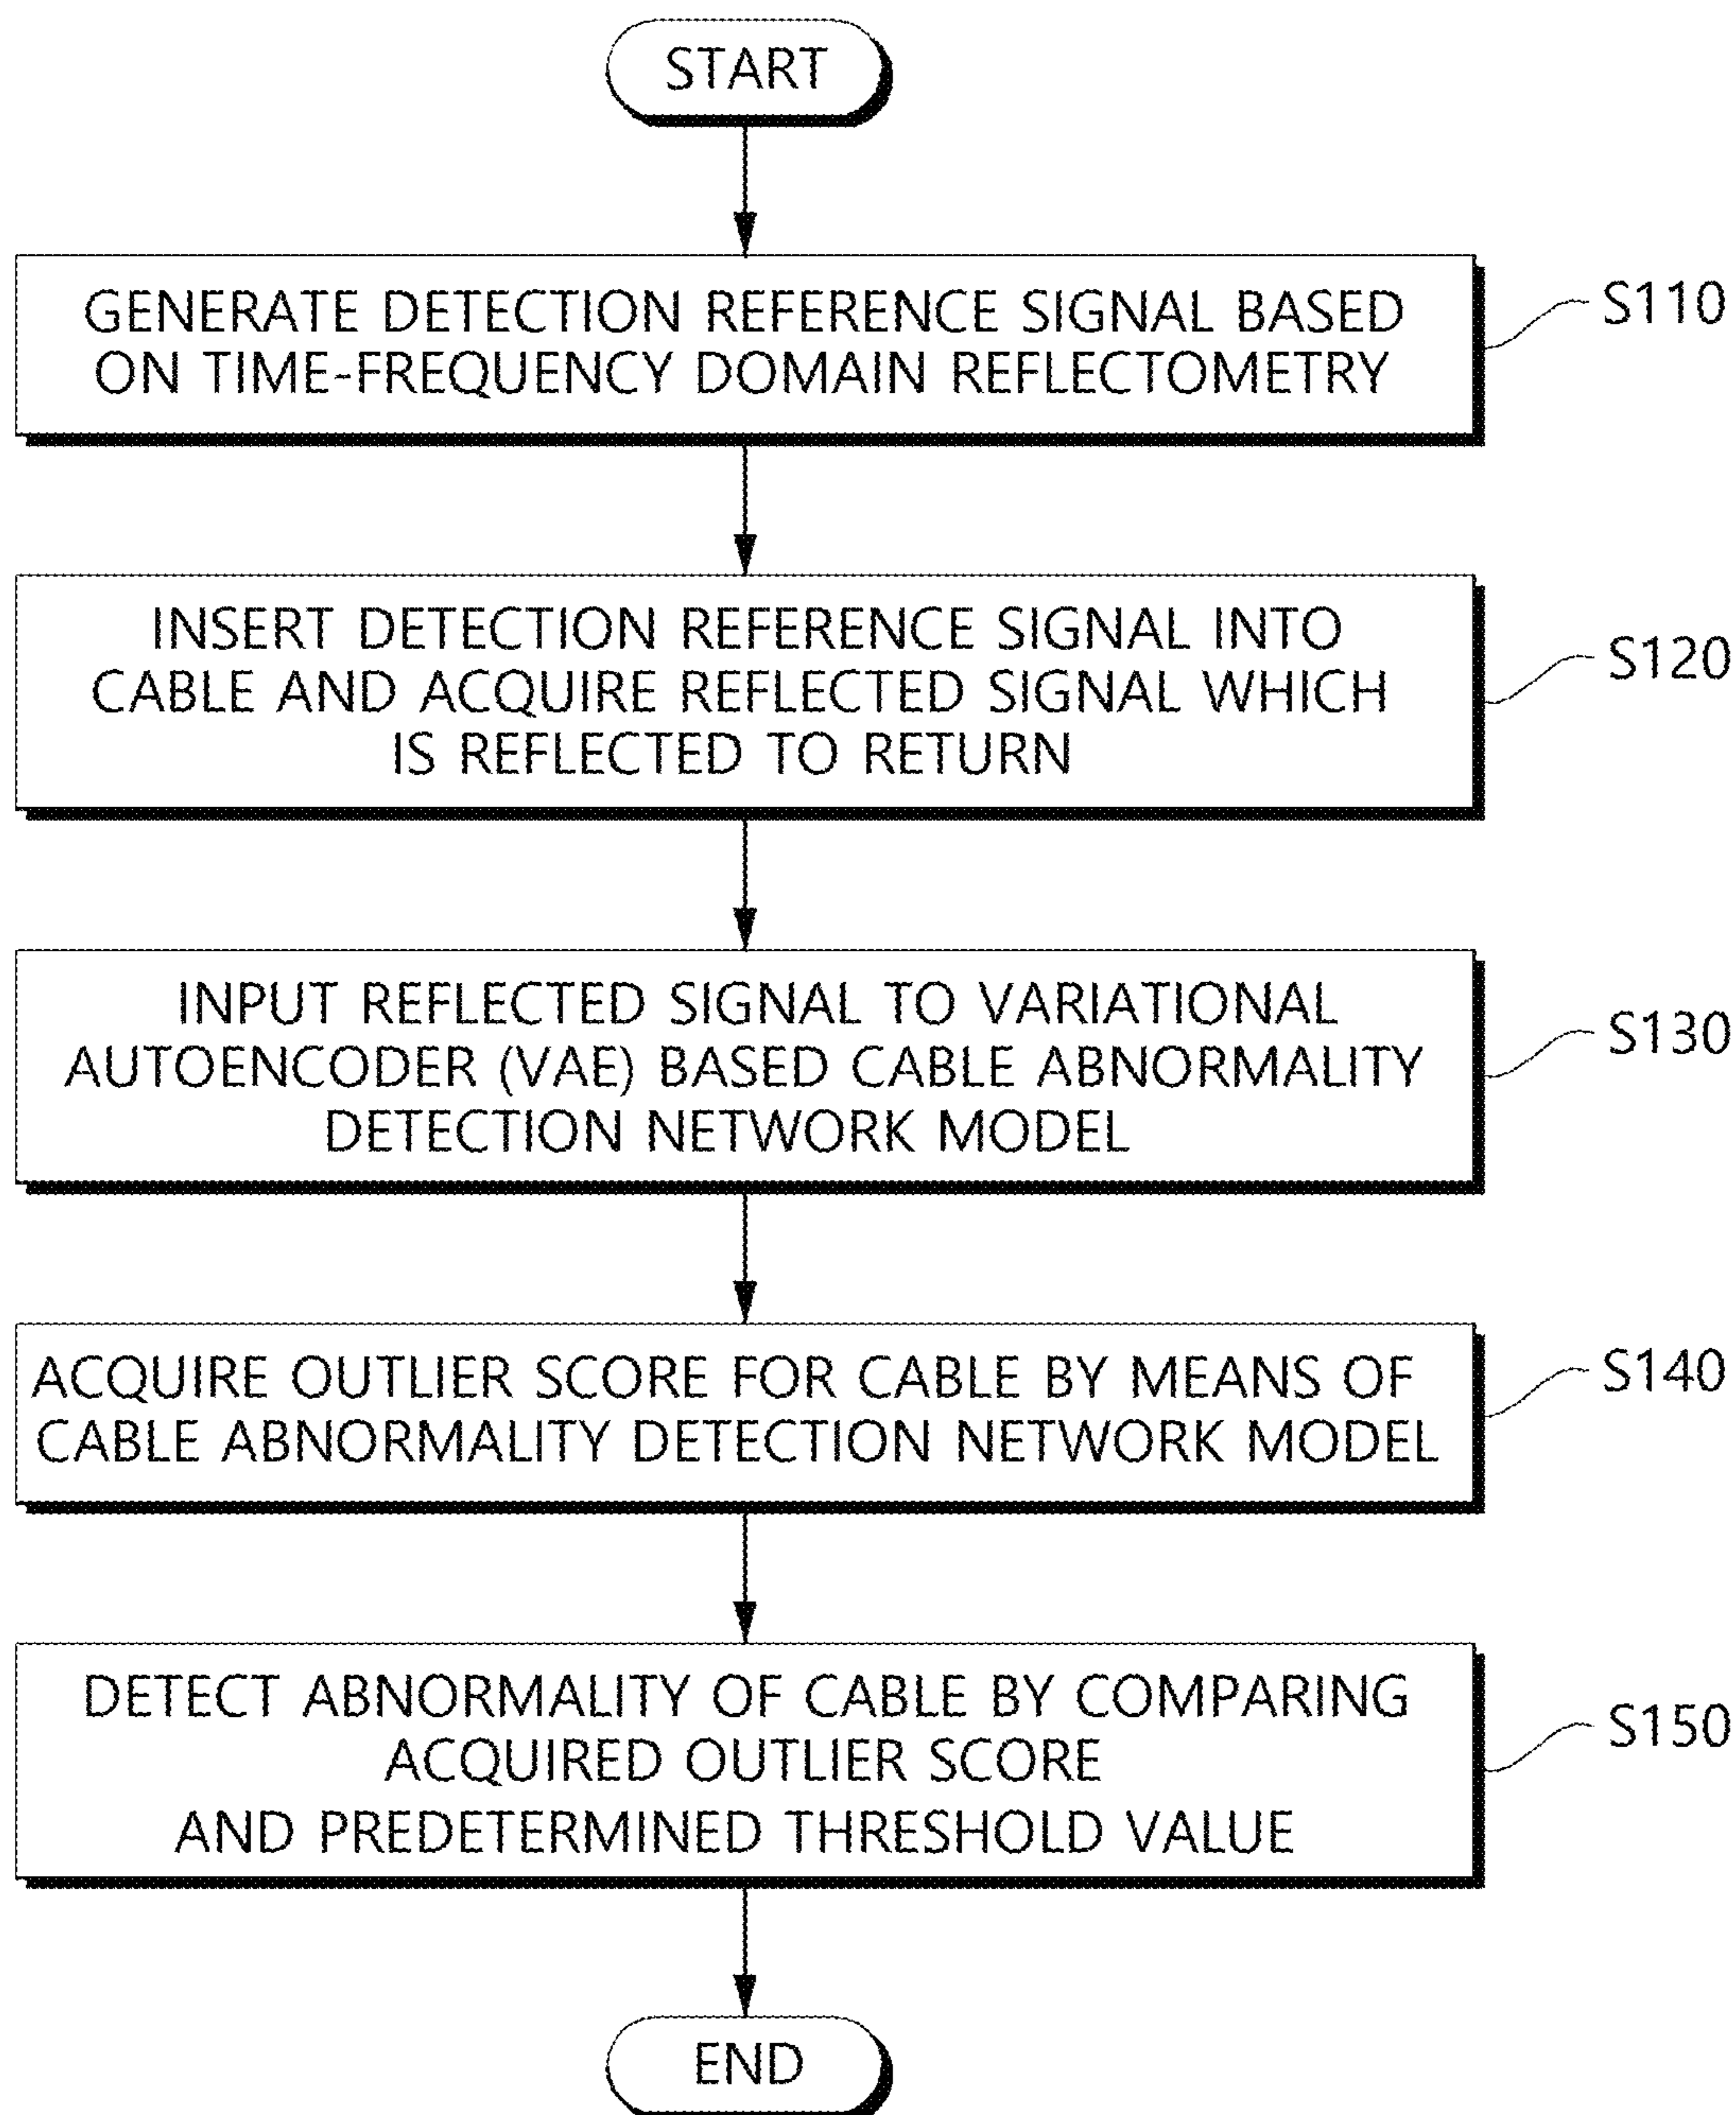 START
GENERATE DETECTION REFERENCE SIGNAL BASED
ON TIME-FREQUENCY DOMAIN REFLECTOMETRY
S110
INSERT DETECTION REFERENCE SIGNAL INTO
CABLE AND ACQUIRE REFLECTED SIGNAL WHICH
IS REFLECTED TO RETURN
S120
INPUT REFLECTED SIGNAL TO VARIATIONAL
AUTOENCODER (VAE) BASED CABLE ABNORMALITY
DETECTION NETWORK MODEL
S130
ACQUIRE OUTLIER SCORE FOR CABLE BY MEANS OF
CABLE ABNORMALITY DETECTION NETWORK MODEL
S140
DETECT ABNORMALITY OF CABLE BY COMPARING
ACQUIRED OUTLIER SCORE
AND PREDETERMINED THRESHOLD VALUE
S150
END